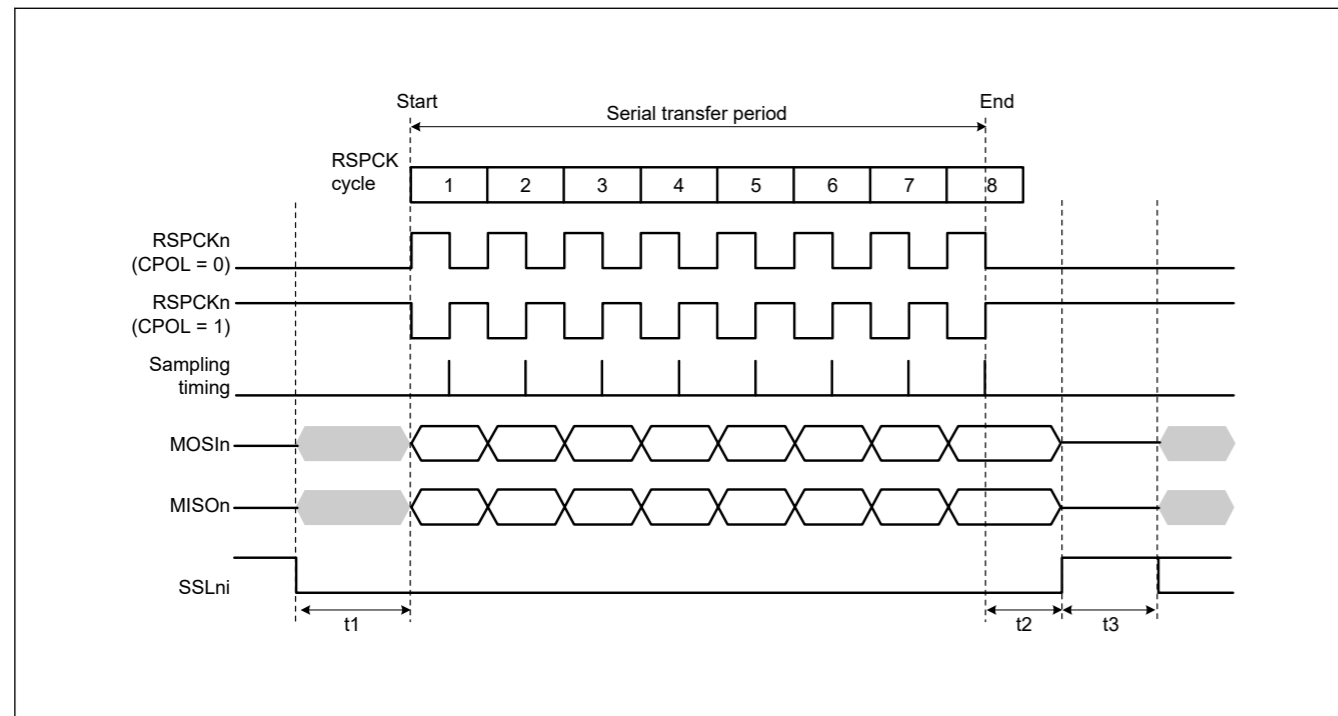 Start
End
Serial transfer period
RSPCK
cycle
1 2 3 4 5 6 7 8
RSPCKn
(CPOL = 0)
RSPCKn
(CPOL = 1)
Sampling
timing
MOSIn
MISOn
SSLni
t1
t2
t3